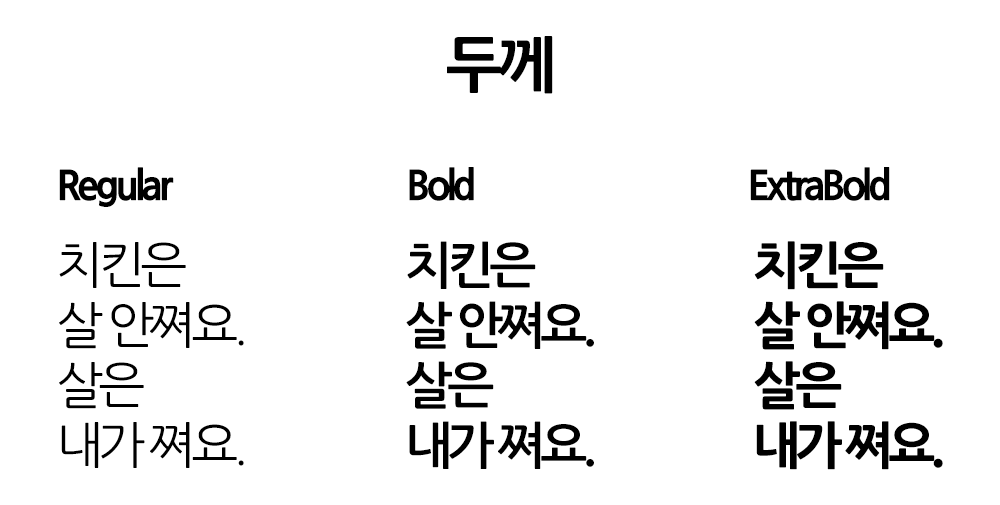 두께
Regular
치킨은
살 안쪄요.
살은
내가 쪄요.
Bold
치킨은
살 안쪄요.
살은
내가 쪄요.
ExtraBold
치킨은
살 안쪄요.
살은
내가 쪄요.